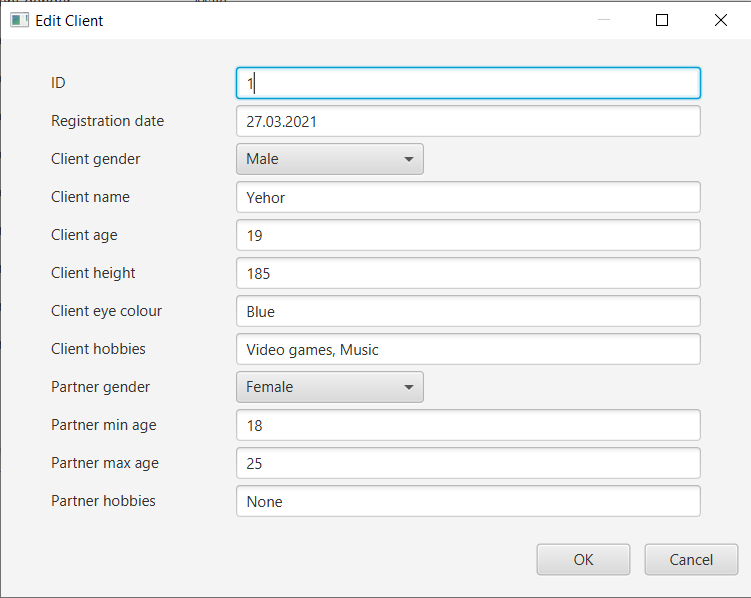 Edit Client
ID 1
Registration date 27.03.2021
Client gender Male
Client name Yehor
Client age 19
Client height 185
Client eye colour Blue
Client hobbies Video games, Music
Partner gender Female
Partner min age 18
Partner max age 25
Partner hobbies None
OK Cancel